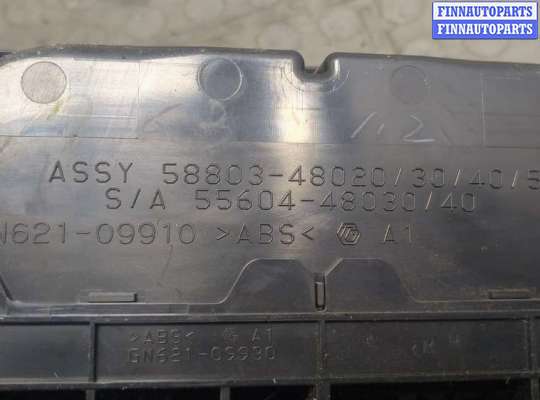 FINNAUTOPARTS
FINNAUTOPARTS
ASSY 58803-48020/30/40/5
S/A 55604-48030/40
N621-09910 >ABS< A1
>ABS< A1
GN621-09930